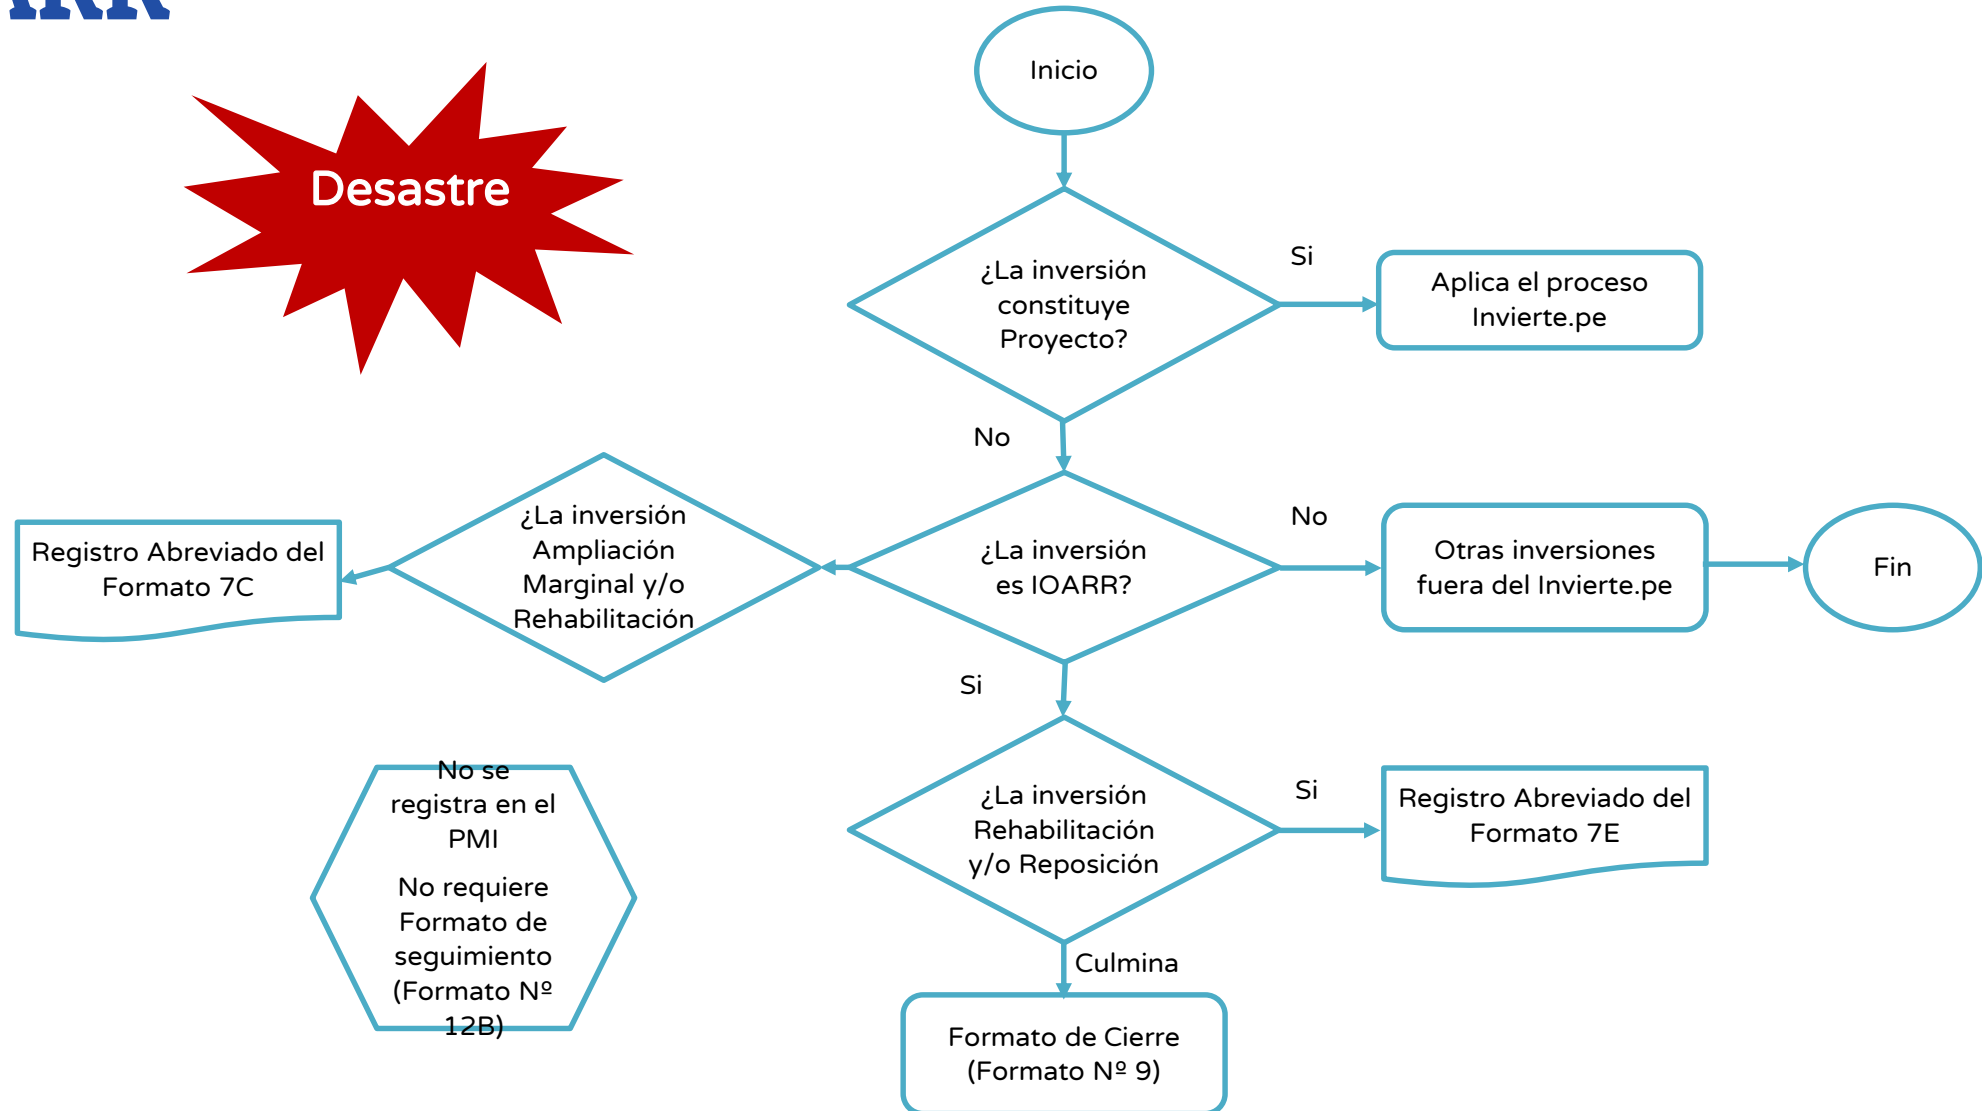 Inicio
Desastre
¿La inversión
constituye
Proyecto?
Si
Aplica el proceso
Invierte.pe
No
Registro Abreviado del
Formato 7C
¿La inversión
Ampliación
Marginal y/o
Rehabilitación
¿La inversión
es IOARR?
No
Otras inversiones
fuera del Invierte.pe
Fin
Si
No se
registra en el
PMI
No requiere
Formato de
seguimiento
(Formato Nº
12B)
¿La inversión
Rehabilitación
y/o Reposición
Si
Registro Abreviado del
Formato 7E
Culmina
Formato de Cierre
(Formato Nº 9)